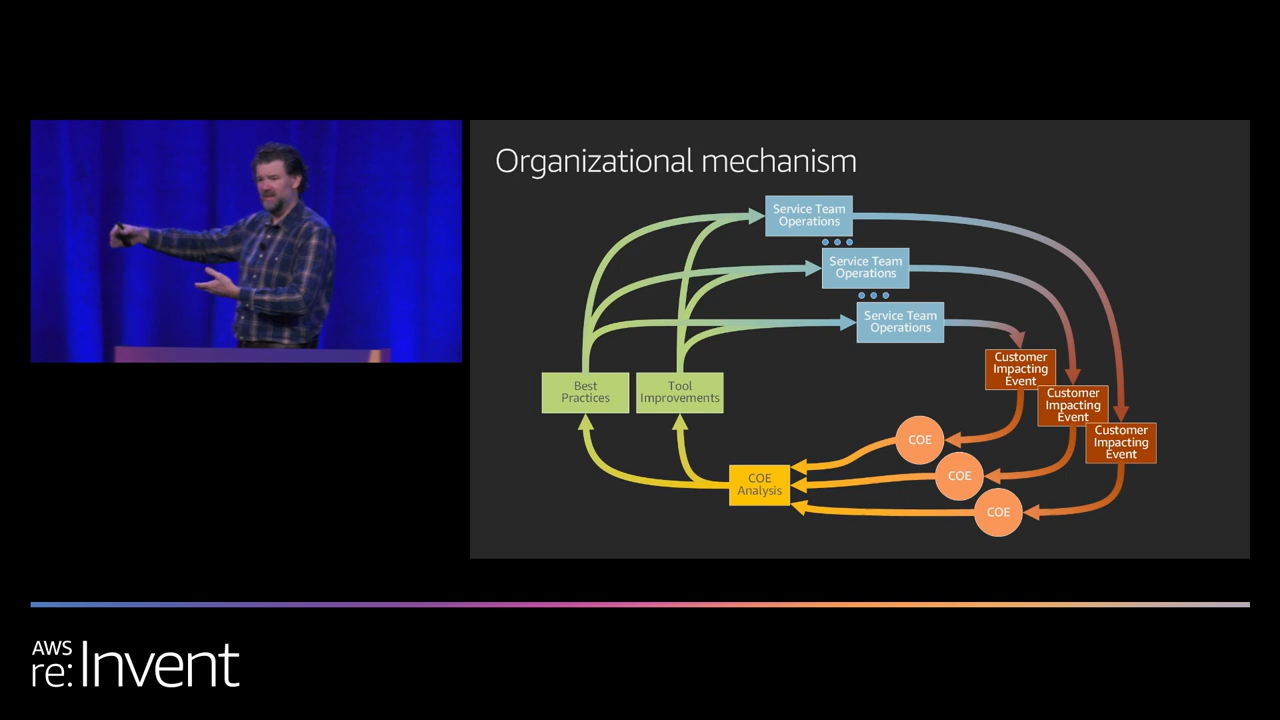 Organizational mechanism
Service Team
Operations
Service Team
Operations
Service Team
Operations
Customer
Impacting
Event
Customer
Impacting
Event
Customer
Impacting
Event
Best
Practices
Tool
Improvements
COE
COE
COE
COE
Analysis
AWS
re:Invent